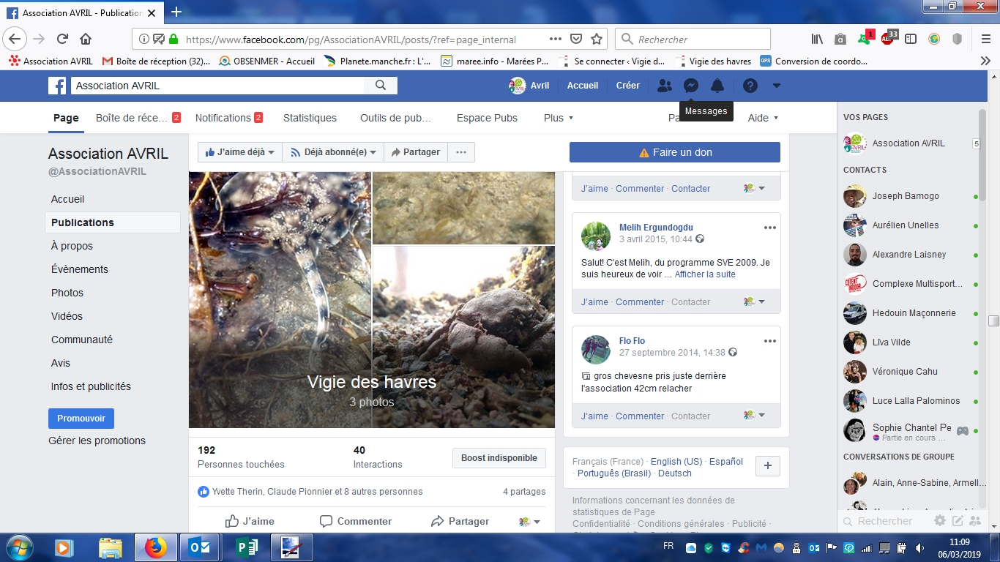 Association AVRIL - Publication
https://www.facebook.com/pg/AssociationAVRIL/posts/?ref=page_internal
Rechercher
1
33
Association AVRIL
Boîte de réception (32)...
OBSENMER - Accueil
Planete.manche.fr : L'...
maree.info - Marées P...
Se connecter ‹ Vigie d...
Vigie des havres
GPS
Conversion de coordo...
Association AVRIL
Avril
Accueil
Créer
Messages
Page
Boîte de réce... 2
Notifications 2
Statistiques
Outils de pub...
Espace Pubs
Plus
Pa
Aide
Association AVRIL
@AssociationAVRIL
Accueil
Publications
À propos
Évènements
Photos
Vidéos
Communauté
Avis
Infos et publicités
Promouvoir
Gérer les promotions
J'aime déjà
Déjà abonné(e)
Partager
Faire un don
Vigie des havres
3 photos
192
Personnes touchées
40
Interactions
Boost indisponible
Yvette Therin, Claude Pionnier et 8 autres personnes
4 partages
J'aime
Commenter
Partager
J'aime · Commenter · Contacter
Melih Ergundogdu
3 avril 2015, 10:44
Salut! C'est Melih, du programme SVE 2009. Je
suis heureux de voir ... Afficher la suite
J'aime · Commenter · Contacter
Flo Flo
27 septembre 2014, 14:38
gros chevesne pris juste derrière
l'association 42cm relacher
J'aime · Commenter · Contacter
Français (France) · English (US) · Español
· Português (Brasil) · Deutsch
Informations concernant les données de
statistiques de Page
Confidentialité · Conditions générales · Publicité ·
VOS PAGES
Association AVRIL
5
CONTACTS
Joseph Bamogo
Aurélien Unelles
Alexandre Laisney
Complexe Multisport...
Hedouin Maçonnerie
Līva Vilde
Véronique Cahu
Luce Lalla Palominos
Sophie Chantel Pe
Partie en cours ...
CONVERSATIONS DE GROUPE
Alain, Anne-Sabine, Armell...
Rechercher
FR
11:09
06/03/2019